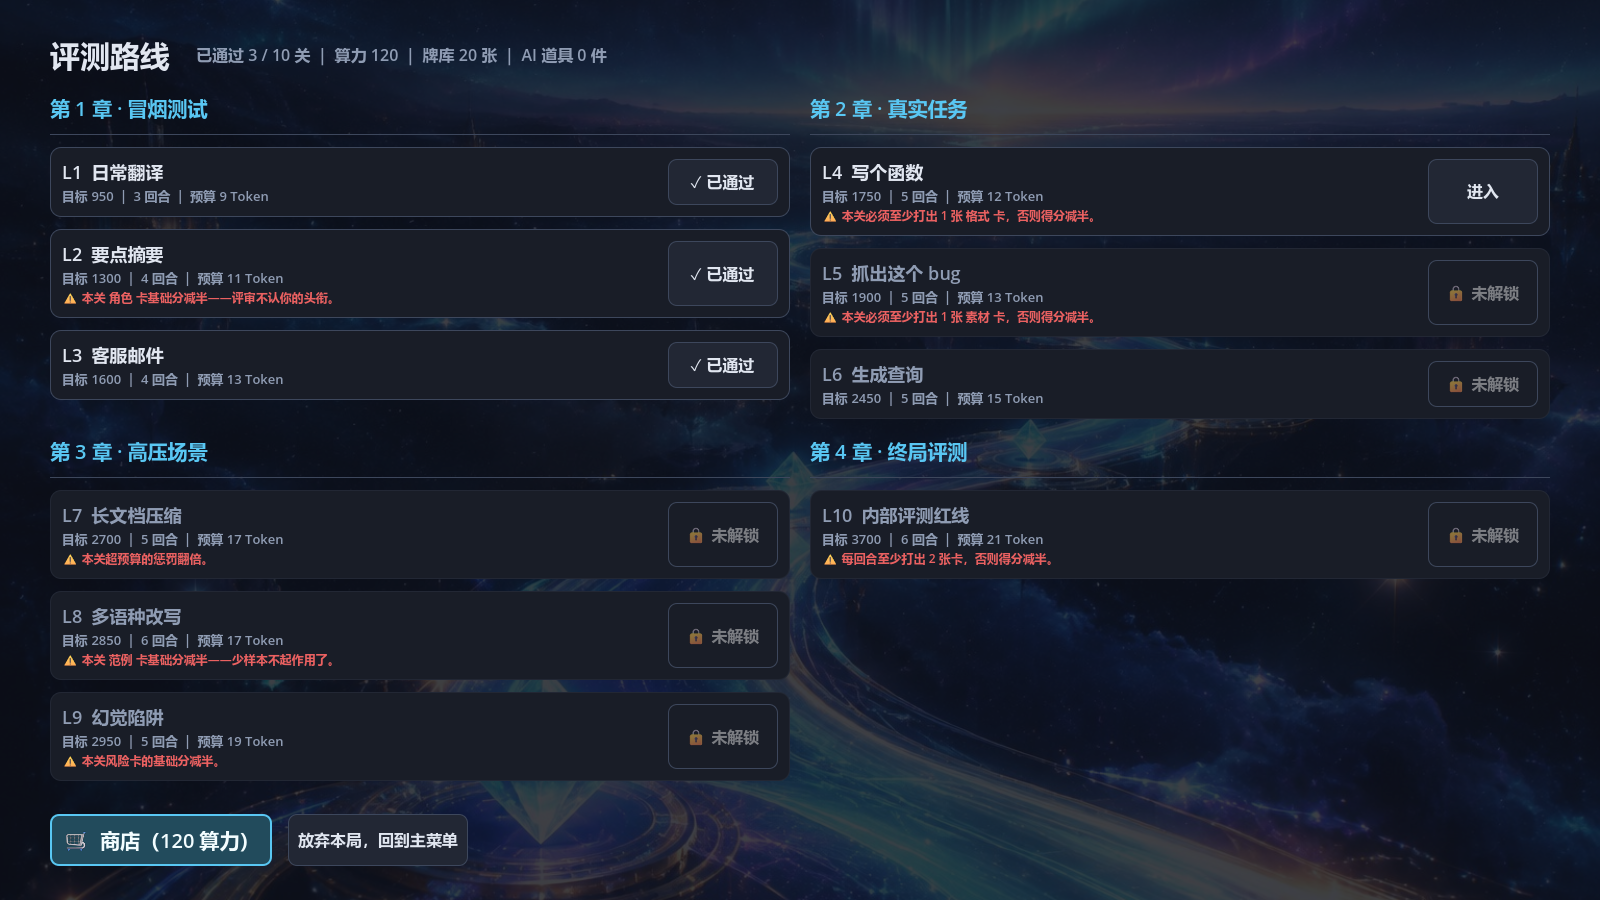 评测路线
已通过 3 / 10 关 | 算力 120 | 牌库 20 张 | AI 道具 0 件
第 1 章 · 冒烟测试
L1 日常翻译
目标 950 | 3 回合 | 预算 9 Token
✓ 已通过
L2 要点摘要
目标 1300 | 4 回合 | 预算 11 Token
⚠ 本关 角色 卡基础分减半——评审不认你的头衔。
✓ 已通过
L3 客服邮件
目标 1600 | 4 回合 | 预算 13 Token
✓ 已通过
第 2 章 · 真实任务
L4 写个函数
目标 1750 | 5 回合 | 预算 12 Token
⚠ 本关必须至少打出 1 张 格式 卡，否则得分减半。
进入
L5 抓出这个 bug
目标 1900 | 5 回合 | 预算 13 Token
⚠ 本关必须至少打出 1 张 素材 卡，否则得分减半。
🔒 未解锁
L6 生成查询
目标 2450 | 5 回合 | 预算 15 Token
🔒 未解锁
第 3 章 · 高压场景
L7 长文档压缩
目标 2700 | 5 回合 | 预算 17 Token
⚠ 本关超预算的惩罚翻倍。
🔒 未解锁
L8 多语种改写
目标 2850 | 6 回合 | 预算 17 Token
⚠ 本关 范例 卡基础分减半——少样本不起作用了。
🔒 未解锁
L9 幻觉陷阱
目标 2950 | 5 回合 | 预算 19 Token
⚠ 本关风险卡的基础分减半。
🔒 未解锁
第 4 章 · 终局评测
L10 内部评测红线
目标 3700 | 6 回合 | 预算 21 Token
⚠ 每回合至少打出 2 张卡，否则得分减半。
🔒 未解锁
🛒 商店（120 算力）
放弃本局，回到主菜单